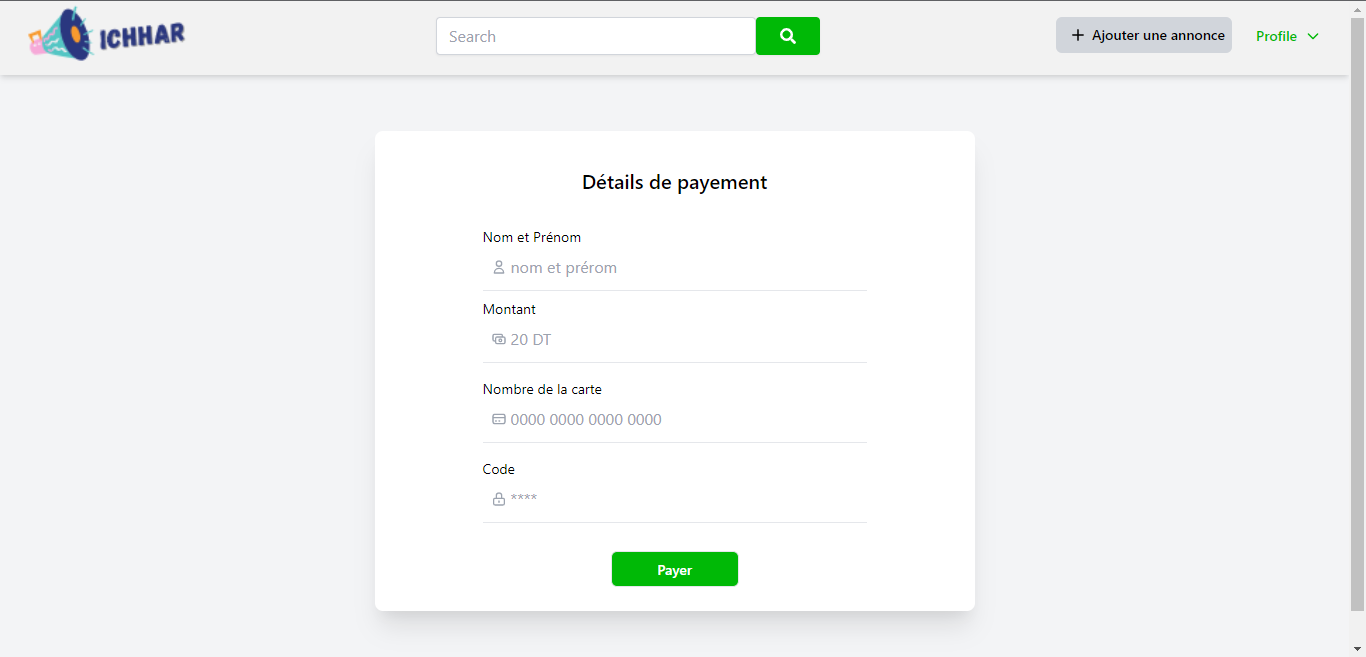 ICHHAR
Search
Ajouter une annonce
Profile
Détails de payement
Nom et Prénom
nom et prérom
Montant
20 DT
Nombre de la carte
0000 0000 0000 0000
Code
****
Payer